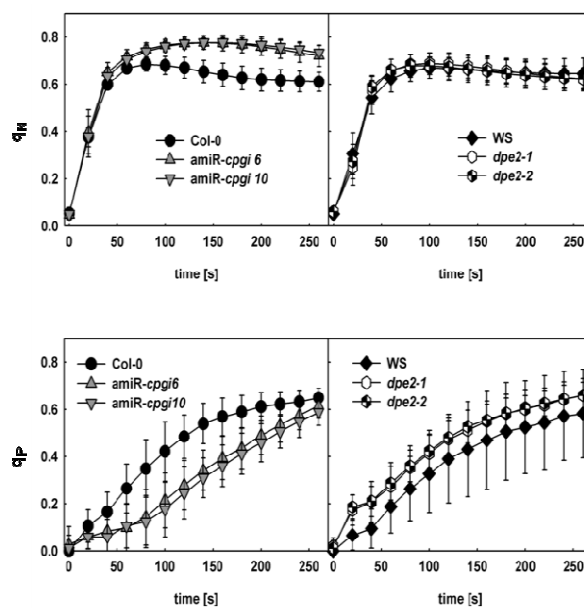 0.8
0.6
0.4
0.2
0.0
qN
Col-0
amiR-cpgi 6
amiR-cpgi 10
WS
dpe2-1
dpe2-2
0 50 100 150 200 250 0 50 100 150 200 250
time [s] time [s]
0.8
0.6
0.4
0.2
0.0
qP
Col-0
amiR-cpgi6
amiR-cpgi10
WS
dpe2-1
dpe2-2
0 50 100 150 200 250 0 50 100 150 200 250
time [s] time [s]